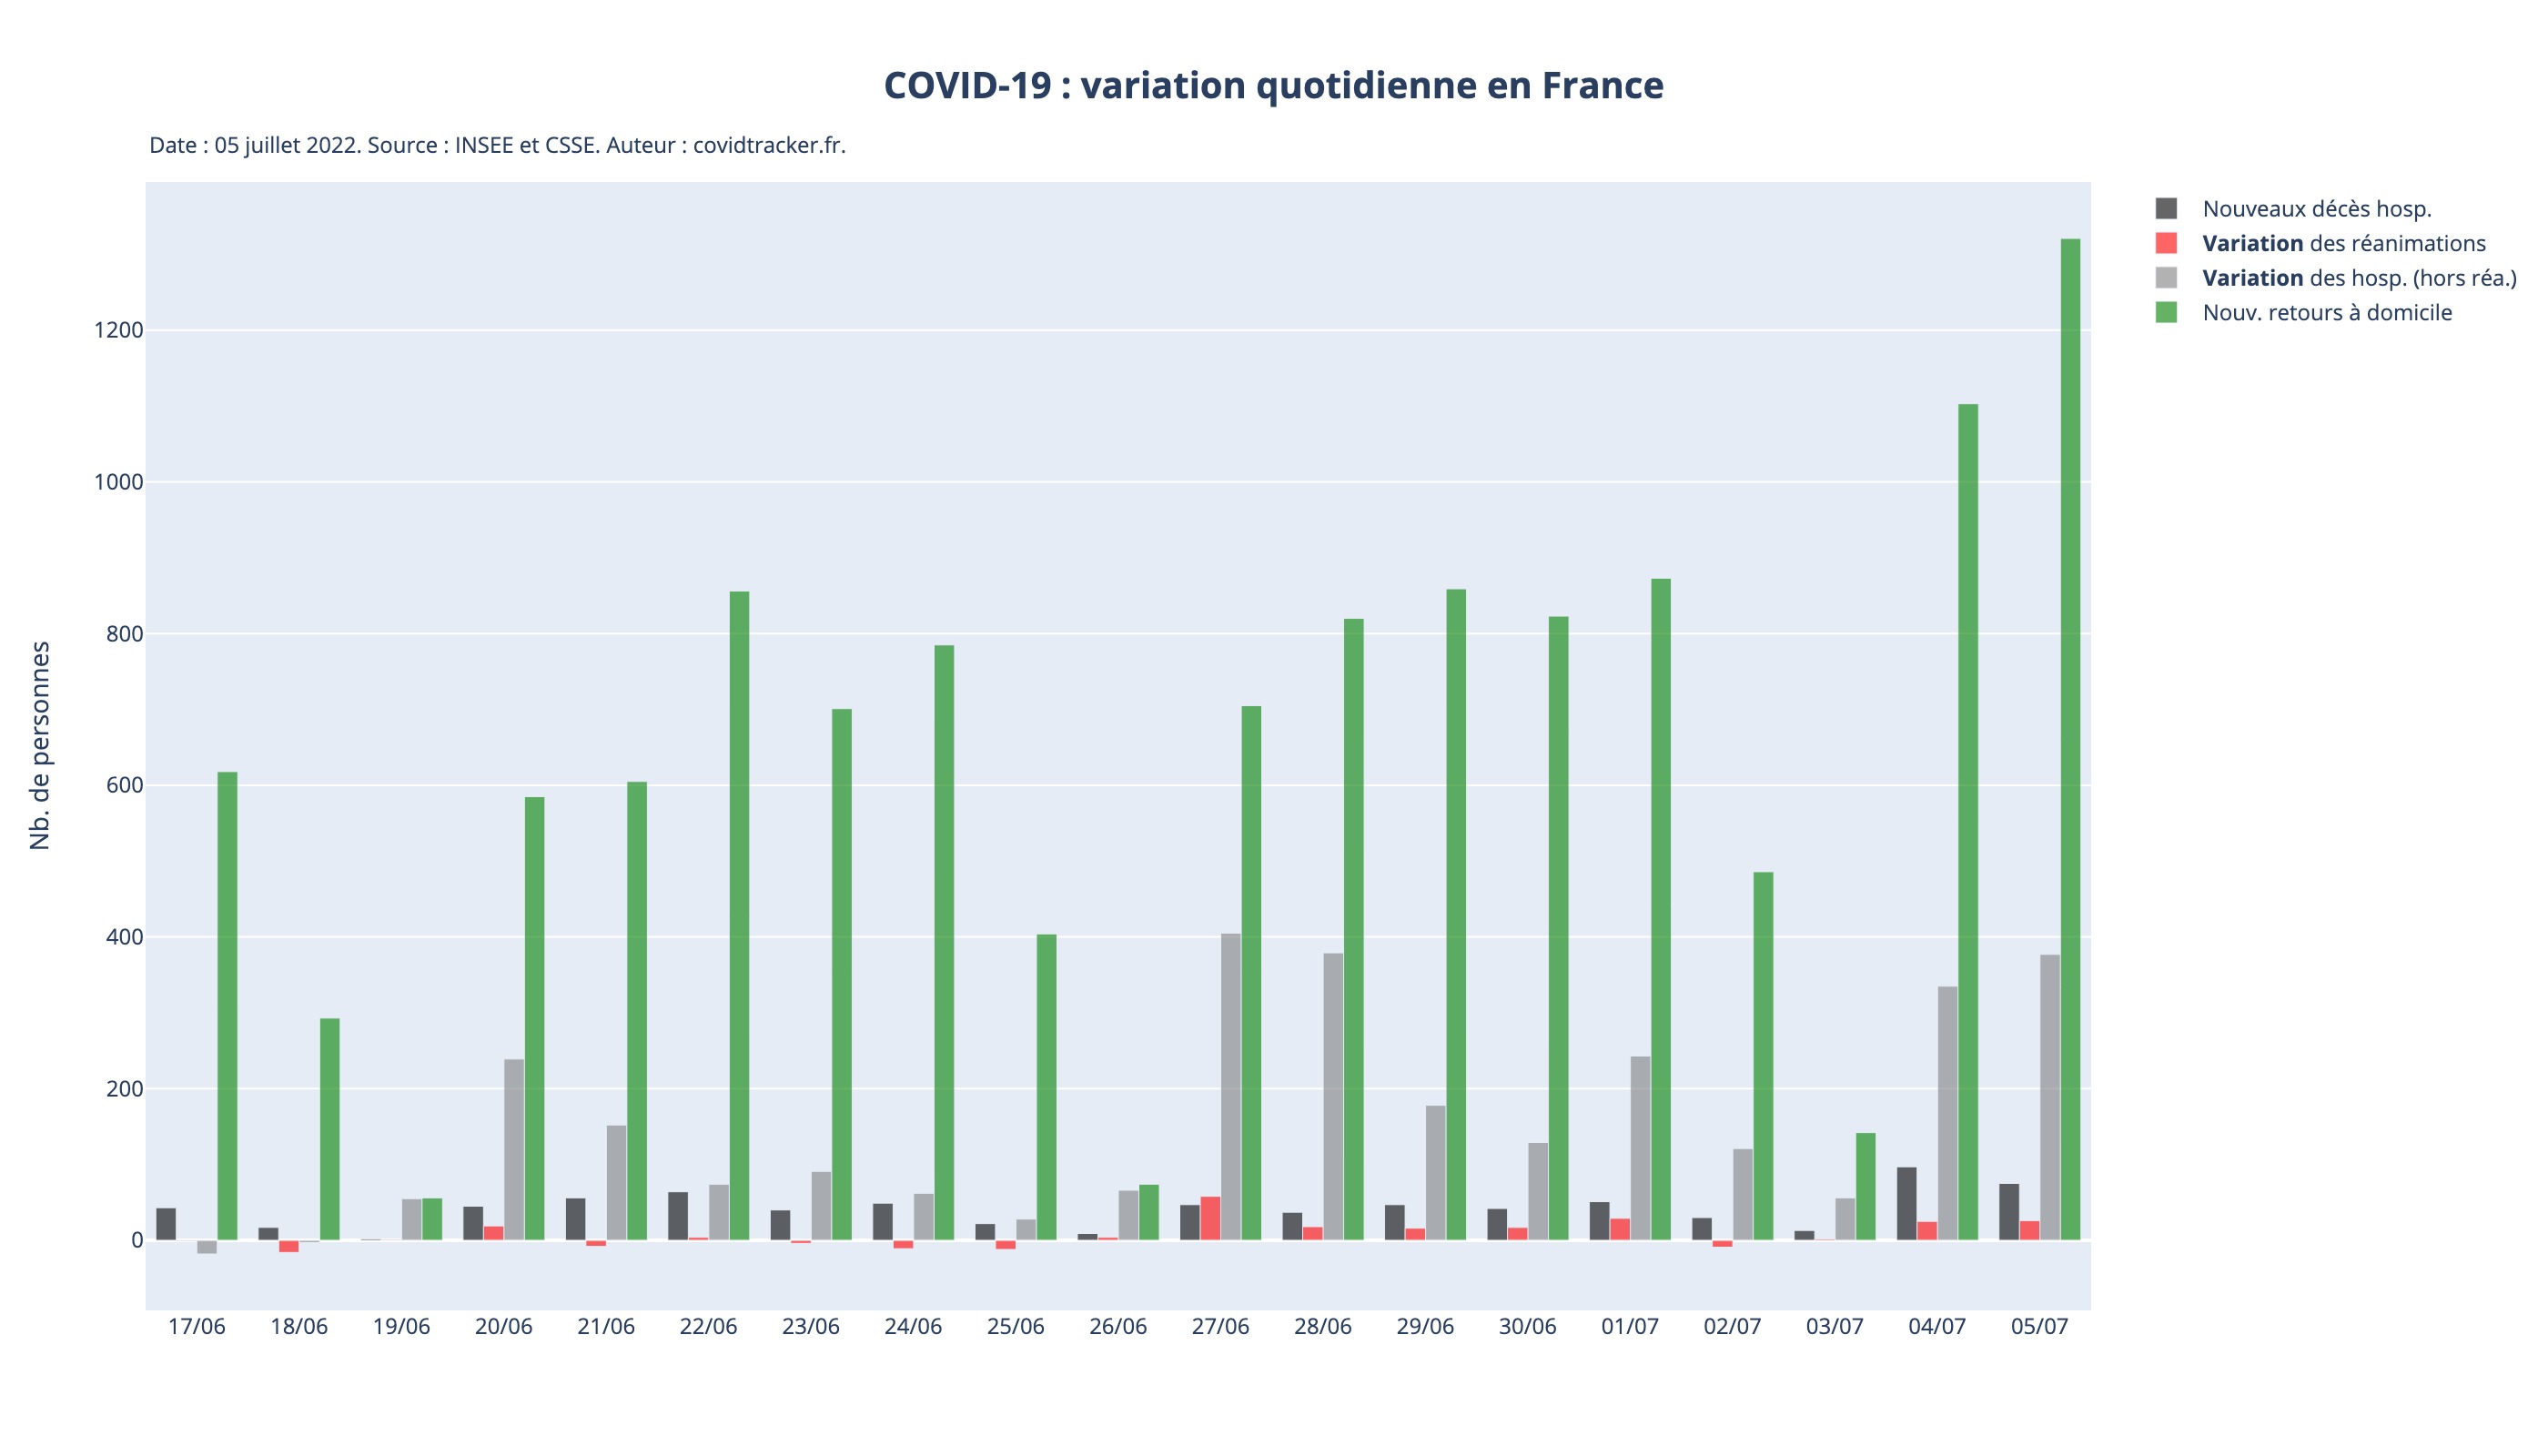 COVID-19 : variation quotidienne en France
Date : 05 juillet 2022. Source : INSEE et CSSE. Auteur : covidtracker.fr.
Nouveaux décès hosp.
Variation des réanimations
Variation des hosp. (hors réa.)
Nouv. retours à domicile
Nb. de personnes
1200
1000
800
600
400
200
0
17/06 18/06 19/06 20/06 21/06 22/06 23/06 24/06 25/06 26/06 27/06 28/06 29/06 30/06 01/07 02/07 03/07 04/07 05/07